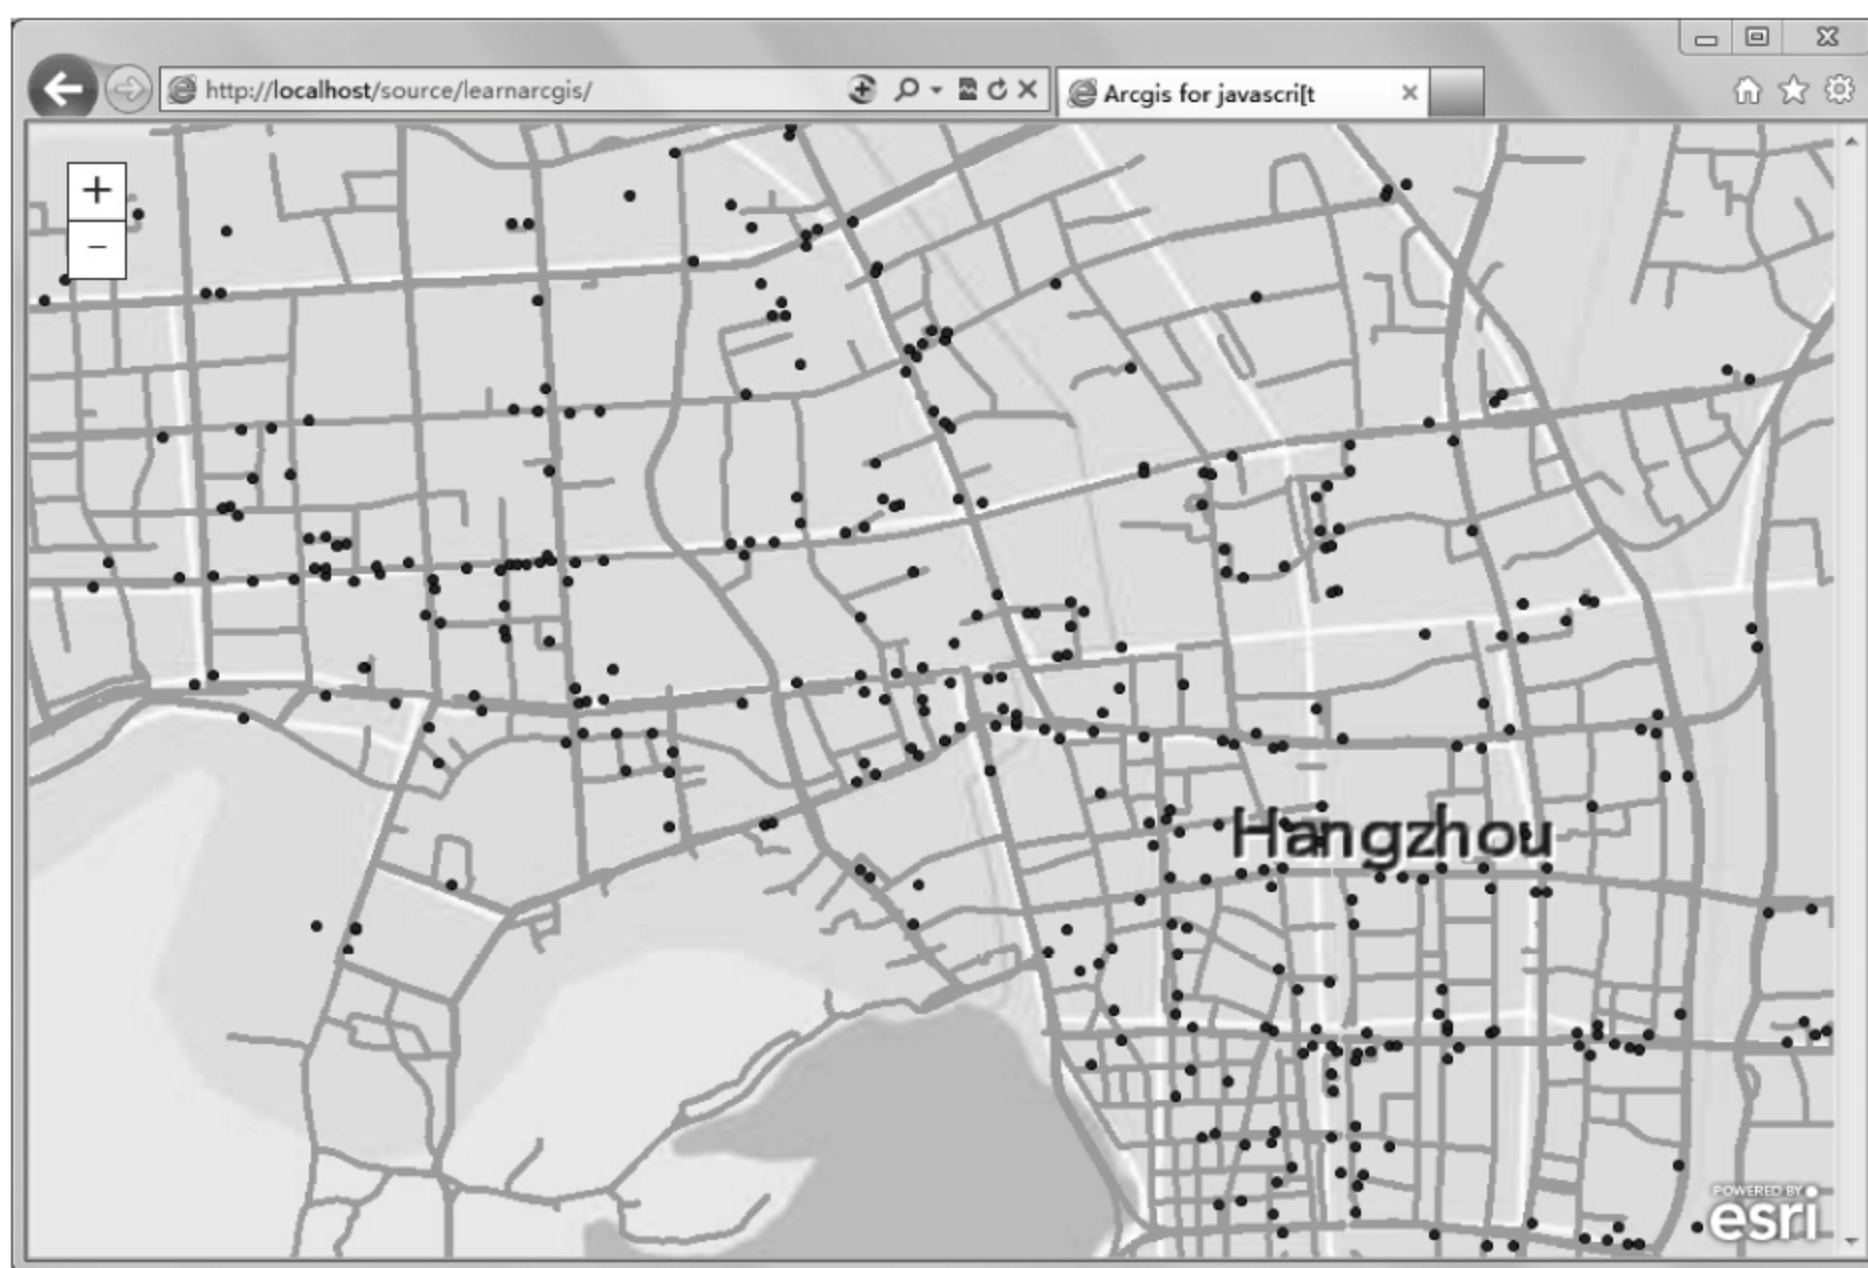 http://localhost/source/learnarcgis/
Arcgis for javascri[t
+
−
Hangzhou
POWERED BY
esri